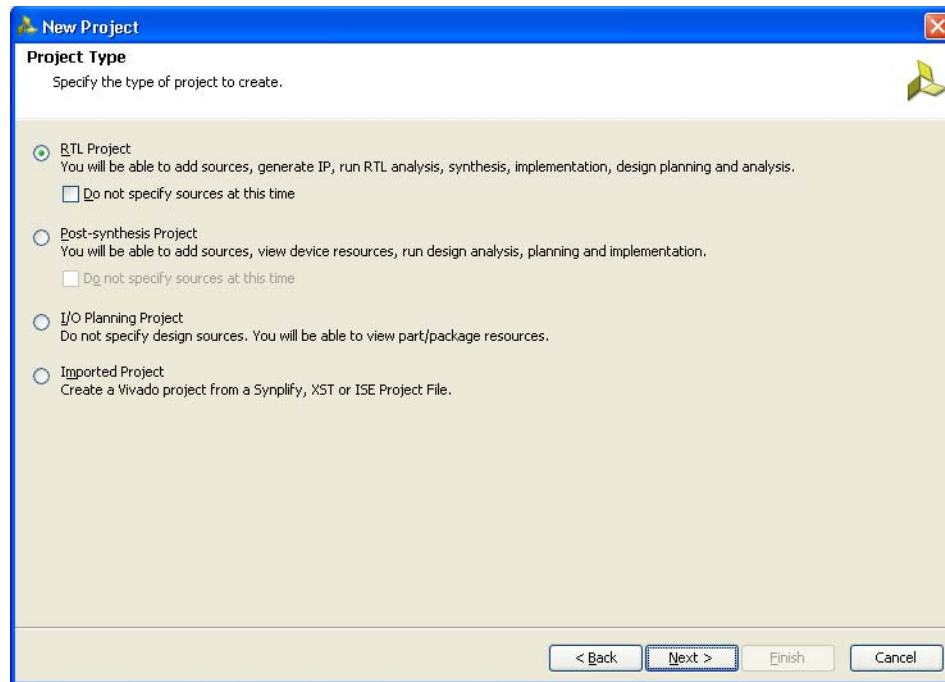 New Project
Project Type
Specify the type of project to create.
RTL Project
You will be able to add sources, generate IP, run RTL analysis, synthesis, implementation, design planning and analysis.
Do not specify sources at this time
Post-synthesis Project
You will be able to add sources, view device resources, run design analysis, planning and implementation.
Do not specify sources at this time
I/O Planning Project
Do not specify design sources. You will be able to view part/package resources.
Imported Project
Create a Vivado project from a Synplify, XST or ISE Project File.
< Back Next > Finish Cancel